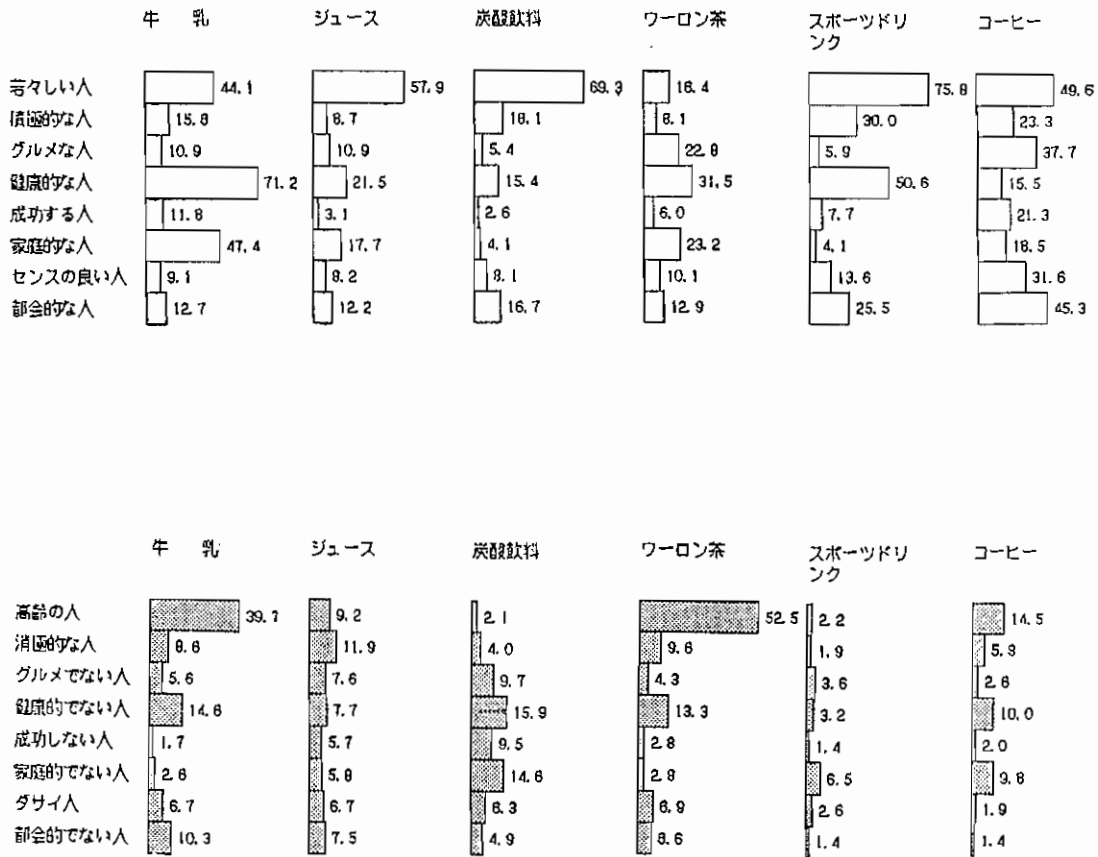 牛 乳 ジュース 炭酸飲料 ウーロン茶 スポーツドリ コーヒー
ンク
若々しい人 44.1 57.9 69.3 16.4 75.8 49.6
積極的な人 15.8 8.7 18.1 8.1 30.0 23.3
グルメな人 10.9 10.9 5.4 22.8 5.9 37.7
健康的な人 71.2 21.5 15.4 31.5 50.6 15.5
成功する人 11.8 3.1 2.6 6.0 7.7 21.3
家庭的な人 47.4 17.7 4.1 23.2 4.1 18.5
センスの良い人 9.1 8.2 8.1 10.1 13.6 31.6
都会的な人 12.7 12.2 16.7 12.9 25.5 45.3
牛 乳 ジュース 炭酸飲料 ウーロン茶 スポーツドリ コーヒー
ンク
高齢の人 39.7 9.2 2.1 52.5 2.2 14.5
消極的な人 8.6 11.9 4.0 9.6 1.9
グルメでない人 5.6 7.6 9.7 4.3 3.6 2.6
健康的でない人 14.6 7.7 15.9 13.3 3.2 10.0
成功しない人 1.7 5.7 9.5 2.8 1.4 2.0
家庭的でない人 2.6 5.8 14.6 2.8 6.5 9.8
ダサイ人 6.7 6.7 6.3 6.9 2.6 1.9
都会的でない人 10.3 7.5 4.9 8.6 1.4 1.4